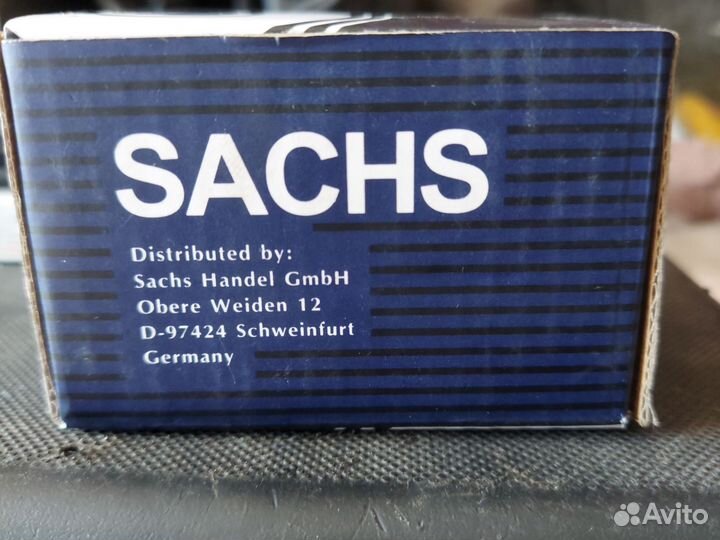 SACHS
Distributed by:
Sachs Handel GmbH
Obere Weiden 12
D-97424 Schweinfurt
Germany
Avito